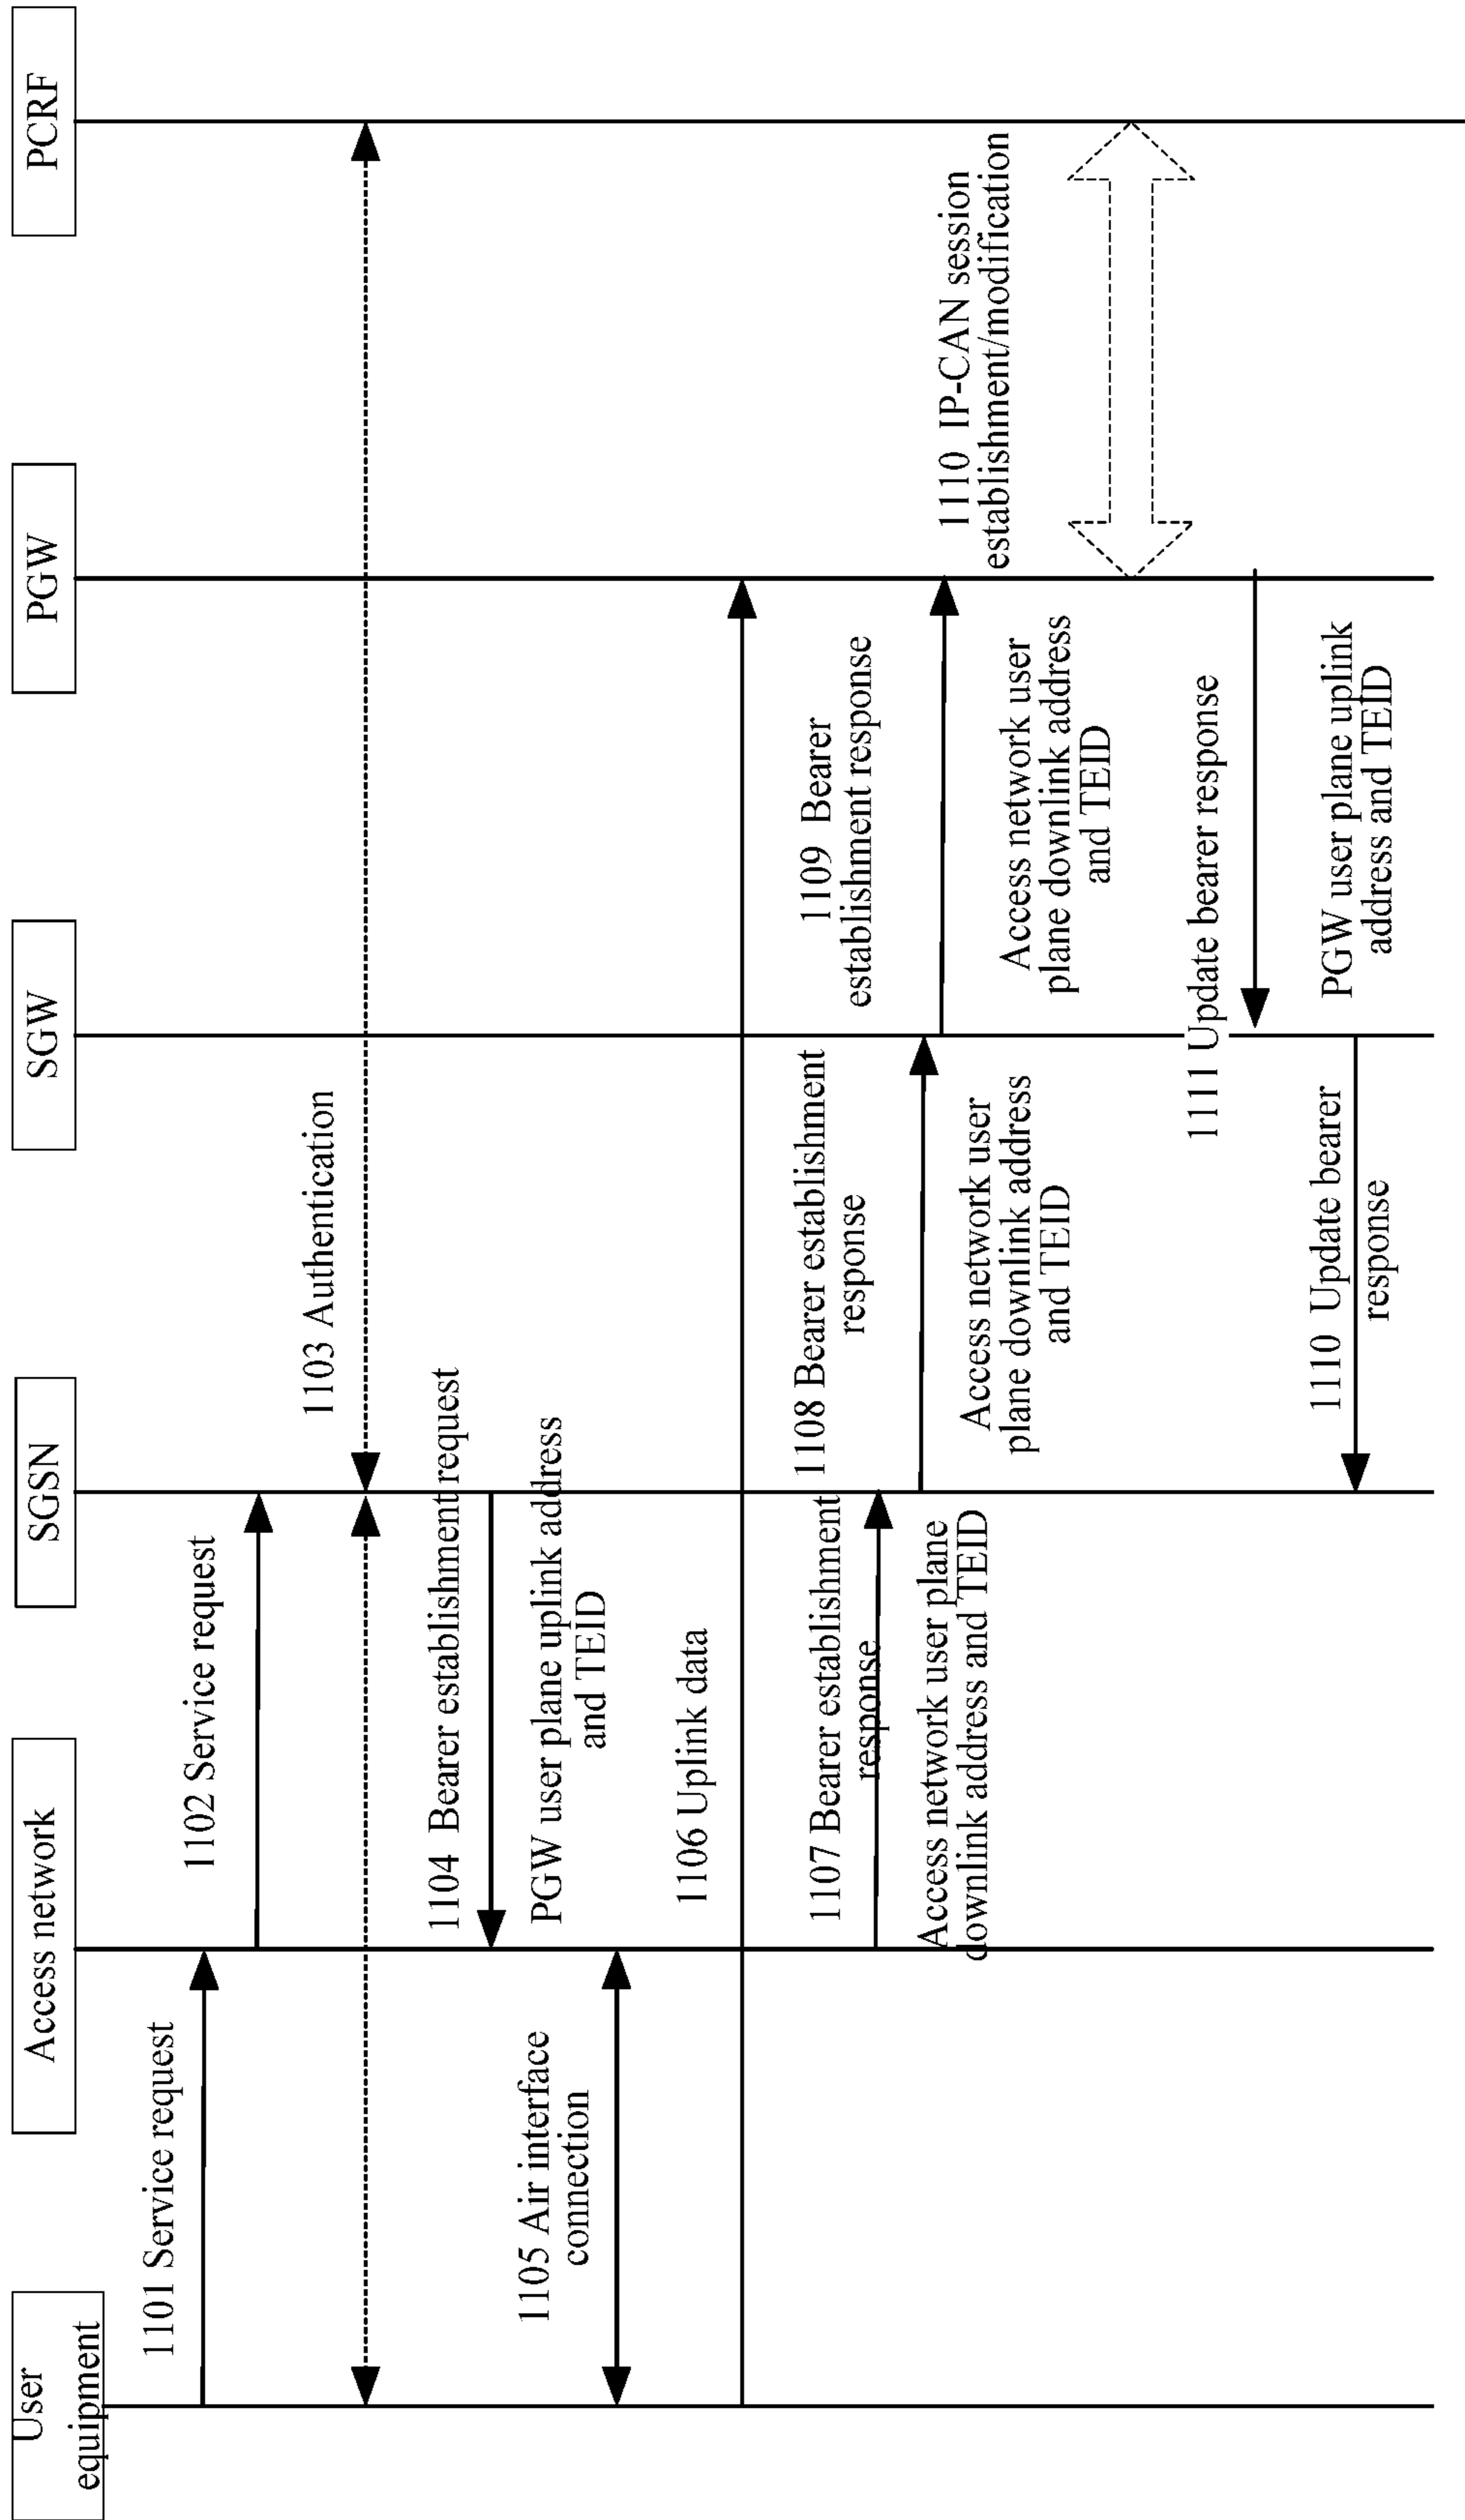 User
equipment
Access network
SGSN
SGW
PGW
PCRF
1101 Service request
1102 Service request
1103 Authentication
1104 Bearer establishment request
PGW user plane uplink address
and TEID
1105 Air interface
connection
1106 Uplink data
1107 Bearer establishment
response
Access network user plane
downlink address and TEID
1108 Bearer establishment
response
Access network user
plane downlink address
and TEID
1109 Bearer
establishment response
Access network user
plane downlink address
and TEID
1110 IP-CAN session
establishment/modification
1111 Update bearer response
PGW user plane uplink
address and TEID
1110 Update bearer
response